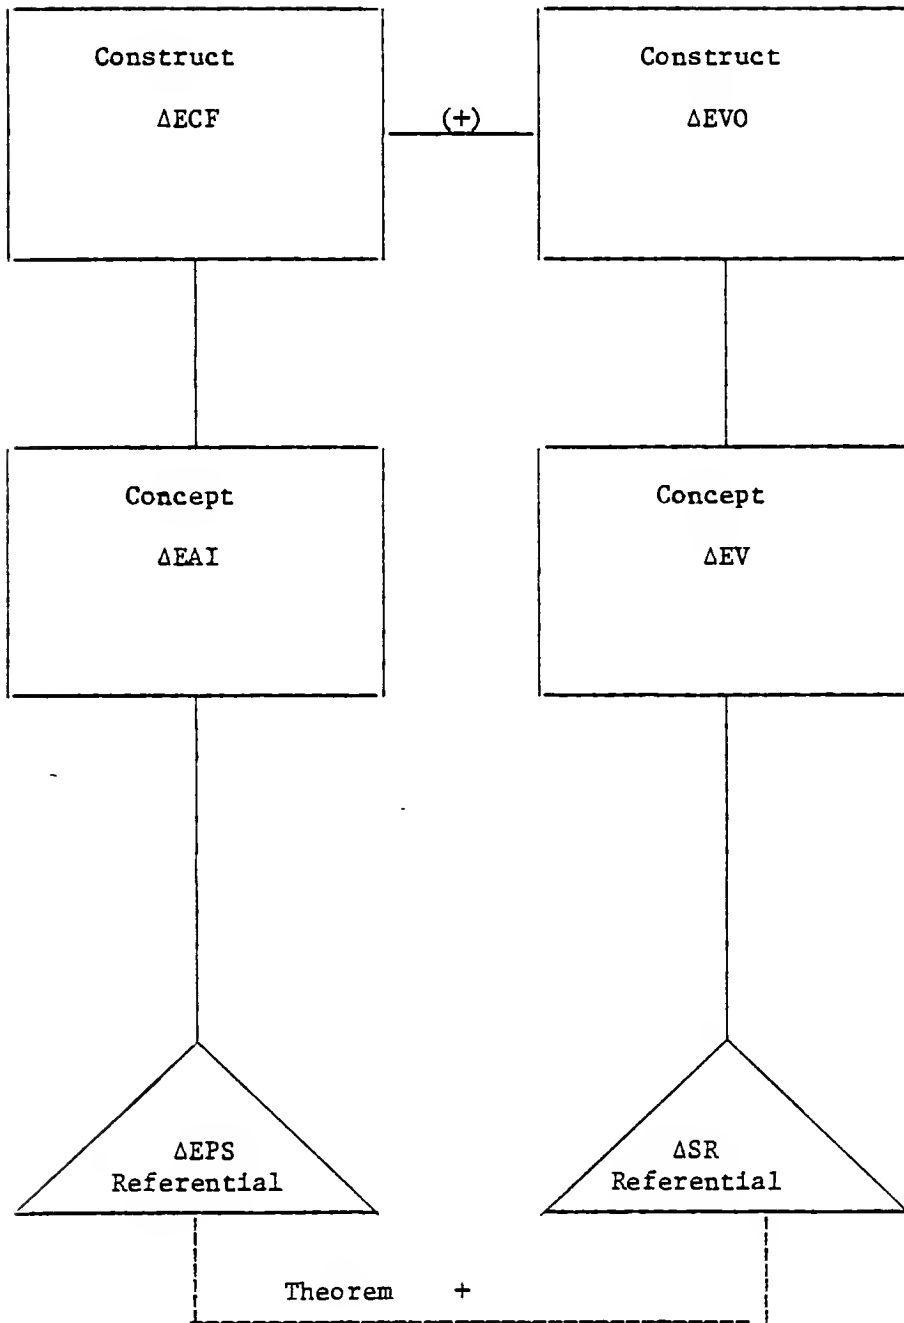 Construct
ΔECF
(+)
Construct
ΔEVO
Concept
ΔEAI
Concept
ΔEV
ΔEPS
Referential
ΔSR
Referential
Theorem +